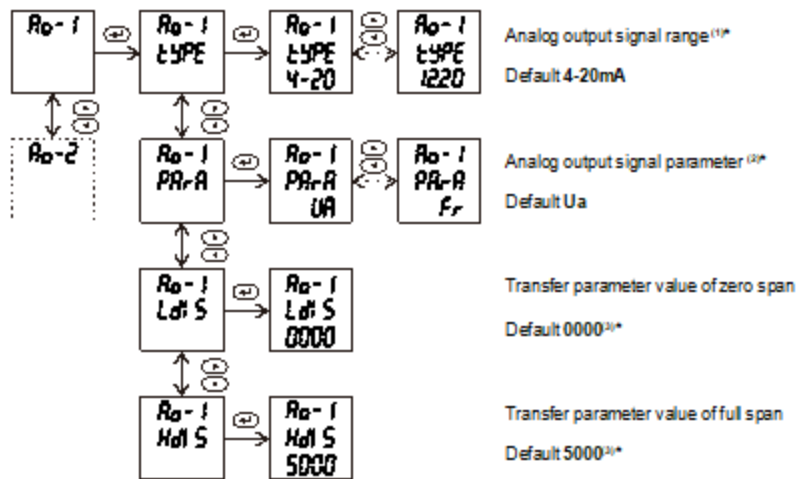 Ao-1 Ao-1 Ao-1 Ao-1
tYPE tYPE tYPE
4-20 1220
Analog output signal range (1)*
Default 4-20mA
Ao-2
Ao-1 Ao-1 Ao-1
PArA PArA PArA
UA Fr
Analog output signal parameter (2)*
Default Ua
Ao-1 Ao-1
LdiS LdiS
0000
Transfer parameter value of zero span
Default 0000(3)*
Ao-1 Ao-1
HdiS HdiS
5000
Transfer parameter value of full span
Default 5000(3)*